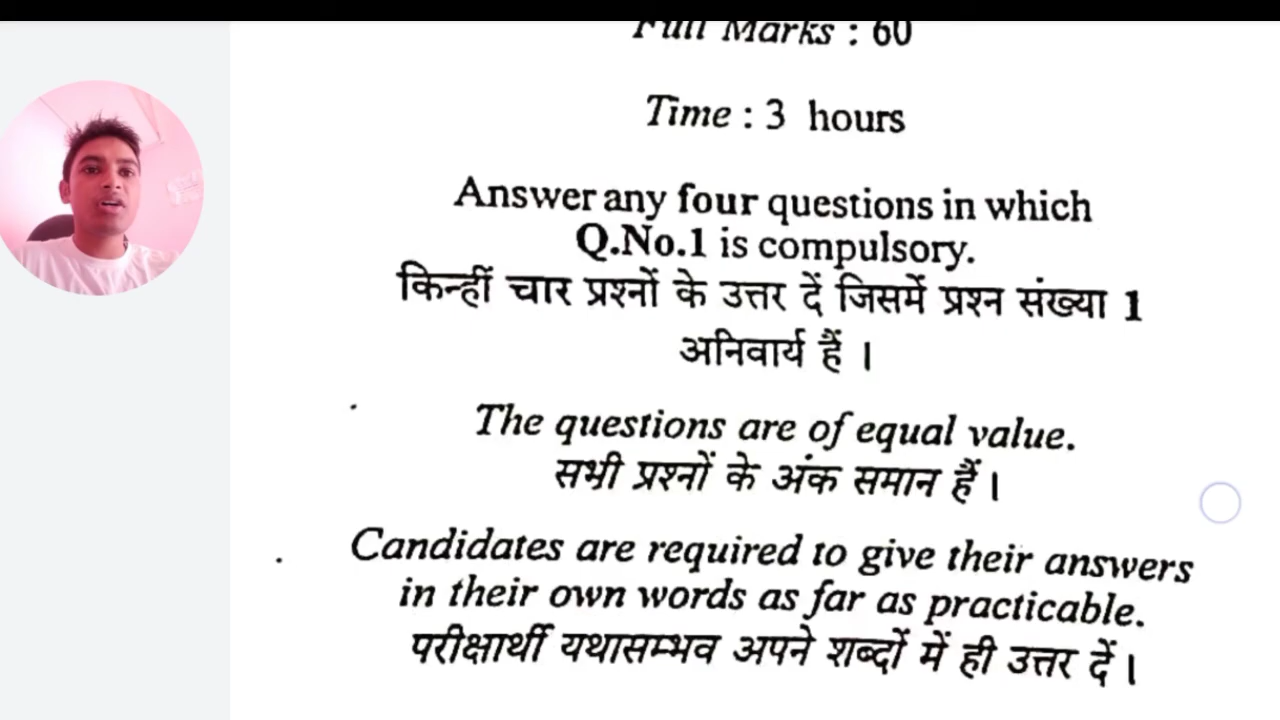 Full Marks : 60
Time : 3 hours
Answer any four questions in which
Q.No.1 is compulsory.
किन्हीं चार प्रश्नों के उत्तर दें जिसमें प्रश्न संख्या 1
अनिवार्य हैं ।
The questions are of equal value.
सभी प्रश्नों के अंक समान हैं ।
Candidates are required to give their answers
in their own words as far as practicable.
परीक्षार्थी यथासम्भव अपने शब्दों में ही उत्तर दें ।